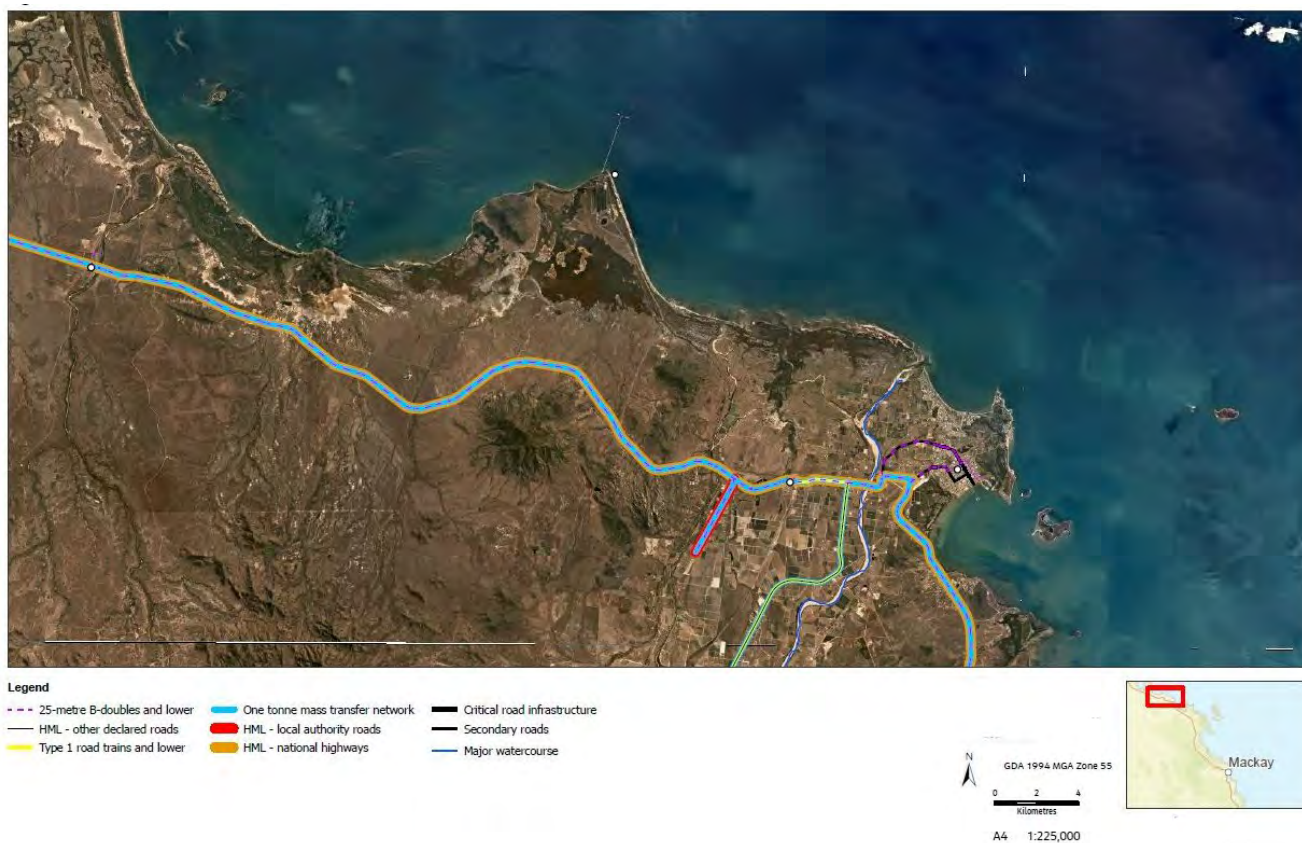 Legend
25-metre B-doubles and lower
HML - other declared roads
Type 1 road trains and lower
One tonne mass transfer network
HML - local authority roads
HML - national highways
Critical road infrastructure
Secondary roads
Major watercourse
N
GDA 1994 MGA Zone 55
0 2 4
Kilometres
A4 1:225,000
Mackay